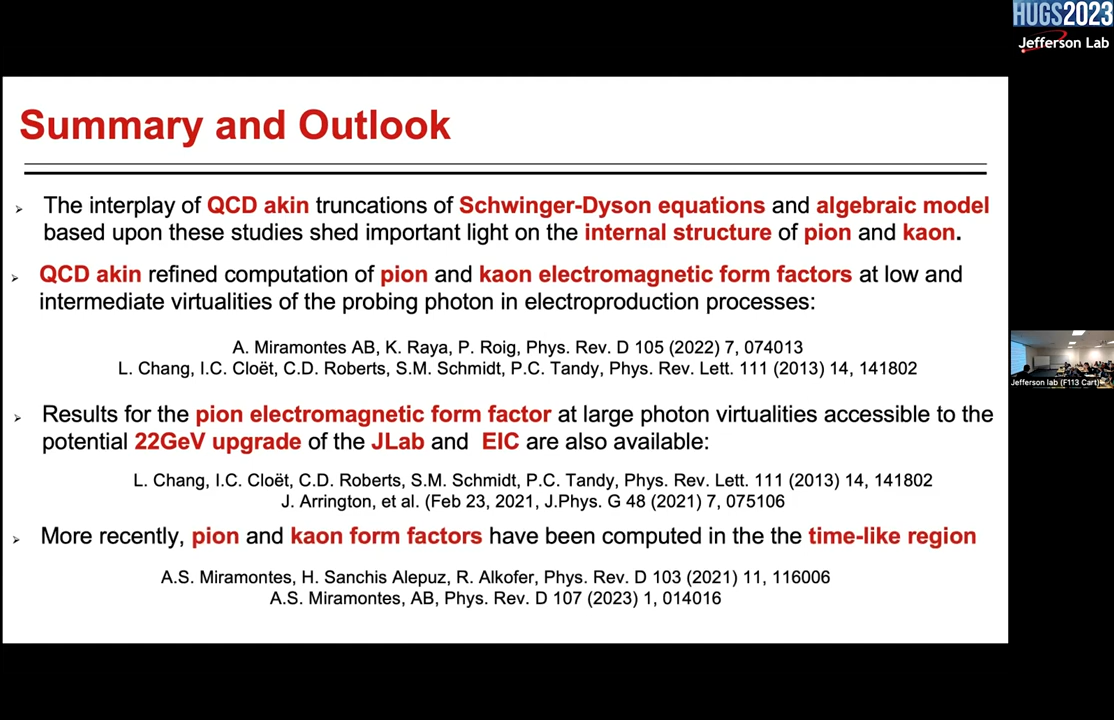 HUGS2023
Jefferson Lab
Summary and Outlook
The interplay of QCD akin truncations of Schwinger-Dyson equations and algebraic model
based upon these studies shed important light on the internal structure of pion and kaon.
QCD akin refined computation of pion and kaon electromagnetic form factors at low and
intermediate virtualities of the probing photon in electroproduction processes:
A. Miramontes AB, K. Raya, P. Roig, Phys. Rev. D 105 (2022) 7, 074013
L. Chang, I.C. Cloët, C.D. Roberts, S.M. Schmidt, P.C. Tandy, Phys. Rev. Lett. 111 (2013) 14, 141802
Results for the pion electromagnetic form factor at large photon virtualities accessible to the
potential 22GeV upgrade of the JLab and EIC are also available:
L. Chang, I.C. Cloët, C.D. Roberts, S.M. Schmidt, P.C. Tandy, Phys. Rev. Lett. 111 (2013) 14, 141802
J. Arrington, et al. (Feb 23, 2021, J.Phys. G 48 (2021) 7, 075106
More recently, pion and kaon form factors have been computed in the the time-like region
A.S. Miramontes, H. Sanchis Alepuz, R. Alkofer, Phys. Rev. D 103 (2021) 11, 116006
A.S. Miramontes, AB, Phys. Rev. D 107 (2023) 1, 014016
Jefferson lab (F113 Cart)